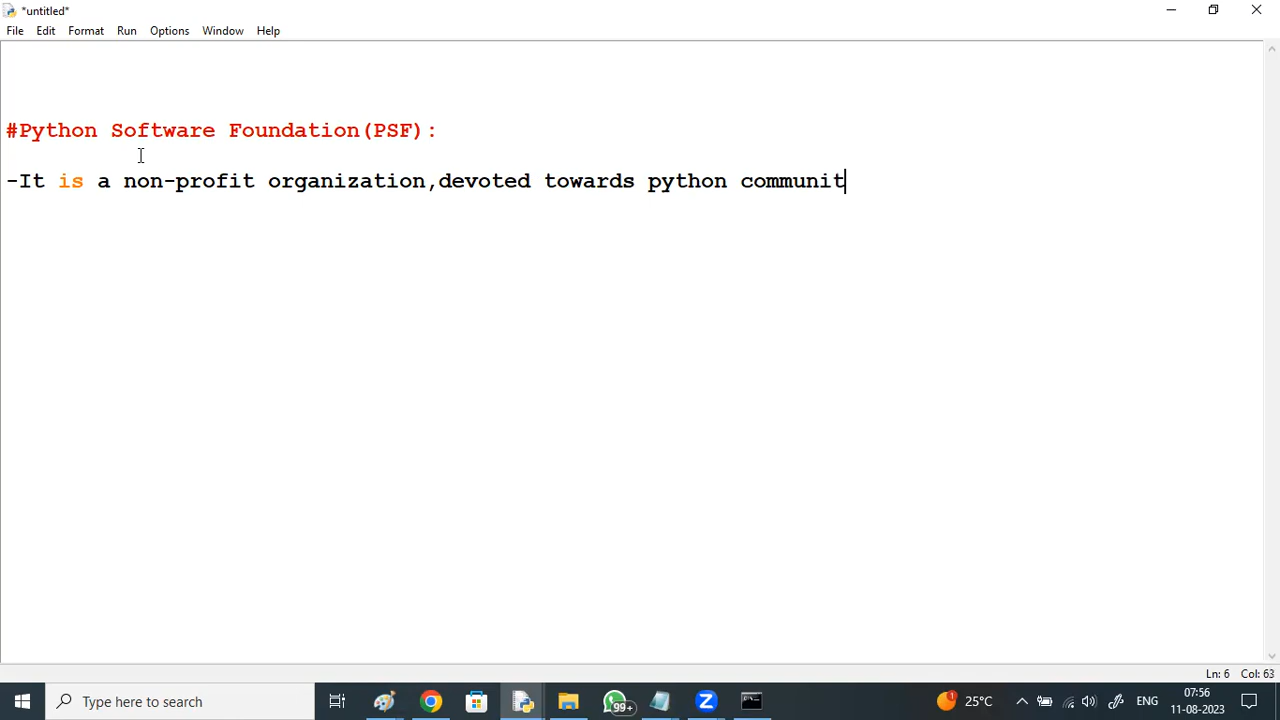 *untitled*
File Edit Format Run Options Window Help
#Python Software Foundation(PSF):
-It is a non-profit organization,devoted towards python communit
Ln: 6 Col: 63
Type here to search
99+
1
25°C
ENG
07:56
11-08-2023